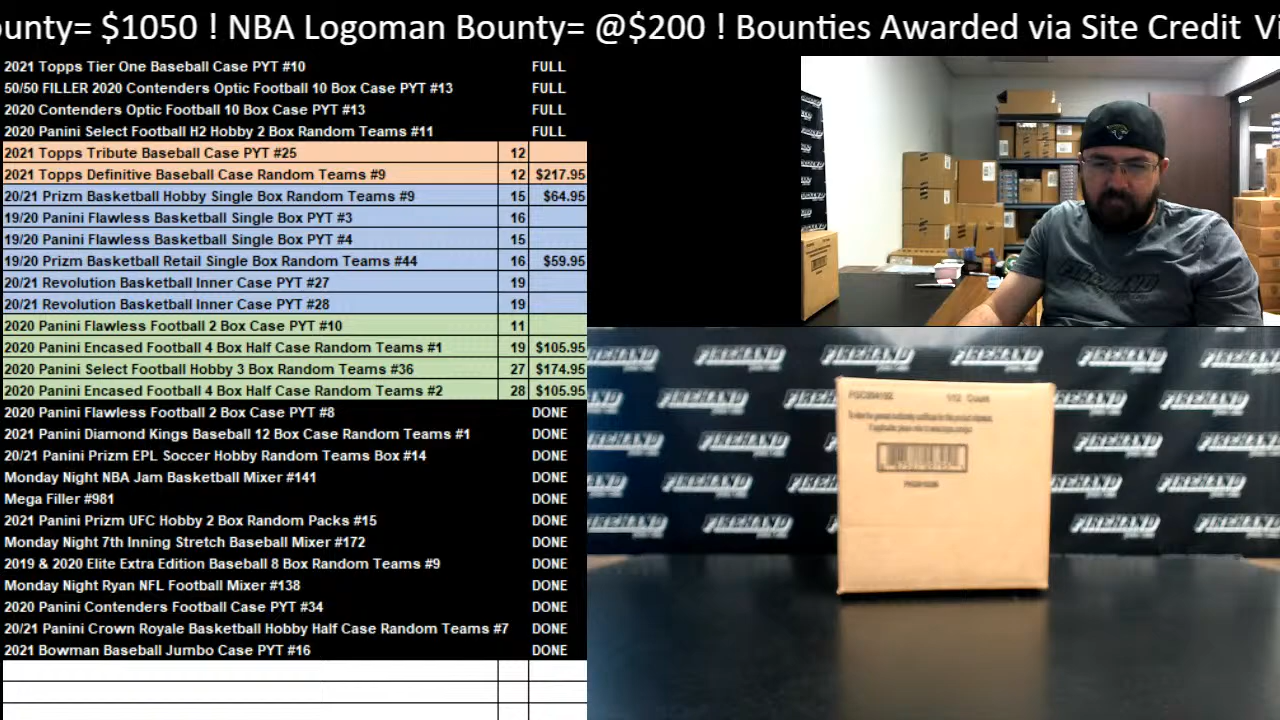 ounty= $1050 ! NBA Logoman Bounty= @$200 ! Bounties Awarded via Site Credit Vi
2021 Topps Tier One Baseball Case PYT #10 FULL
50/50 FILLER 2020 Contenders Optic Football 10 Box Case PYT #13 FULL
2020 Contenders Optic Football 10 Box Case PYT #13 FULL
2020 Panini Select Football H2 Hobby 2 Box Random Teams #11 FULL
2021 Topps Tribute Baseball Case PYT #25 12
2021 Topps Definitive Baseball Case Random Teams #9 12 $217.95
20/21 Prizm Basketball Hobby Single Box Random Teams #9 15 $64.95
19/20 Panini Flawless Basketball Single Box PYT #3 16
19/20 Panini Flawless Basketball Single Box PYT #4 15
19/20 Prizm Basketball Retail Single Box Random Teams #44 16 $59.95
20/21 Revolution Basketball Inner Case PYT #27 19
20/21 Revolution Basketball Inner Case PYT #28 19
2020 Panini Flawless Football 2 Box Case PYT #10 11
2020 Panini Encased Football 4 Box Half Case Random Teams #1 19 $105.95
2020 Panini Select Football Hobby 3 Box Random Teams #36 27 $174.95
2020 Panini Encased Football 4 Box Half Case Random Teams #2 28 $105.95
2020 Panini Flawless Football 2 Box Case PYT #8 DONE
2021 Panini Diamond Kings Baseball 12 Box Case Random Teams #1 DONE
20/21 Panini Prizm EPL Soccer Hobby Random Teams Box #14 DONE
Monday Night NBA Jam Basketball Mixer #141 DONE
Mega Filler #981 DONE
2021 Panini Prizm UFC Hobby 2 Box Random Packs #15 DONE
Monday Night 7th Inning Stretch Baseball Mixer #172 DONE
2019 & 2020 Elite Extra Edition Baseball 8 Box Random Teams #9 DONE
Monday Night Ryan NFL Football Mixer #138 DONE
2020 Panini Contenders Football Case PYT #34 DONE
20/21 Panini Crown Royale Basketball Hobby Half Case Random Teams #7 DONE
2021 Bowman Baseball Jumbo Case PYT #16 DONE
FIREHAND
FIREHAND FIREHAND FIREHAND FIREHAND FIREHAND
Count
FIREHAND FIREHAND
FIREHAND FIREHAND FIREHAND
FIREHAND FIREHAND
FIREHAND FIREHAND FIREHAND